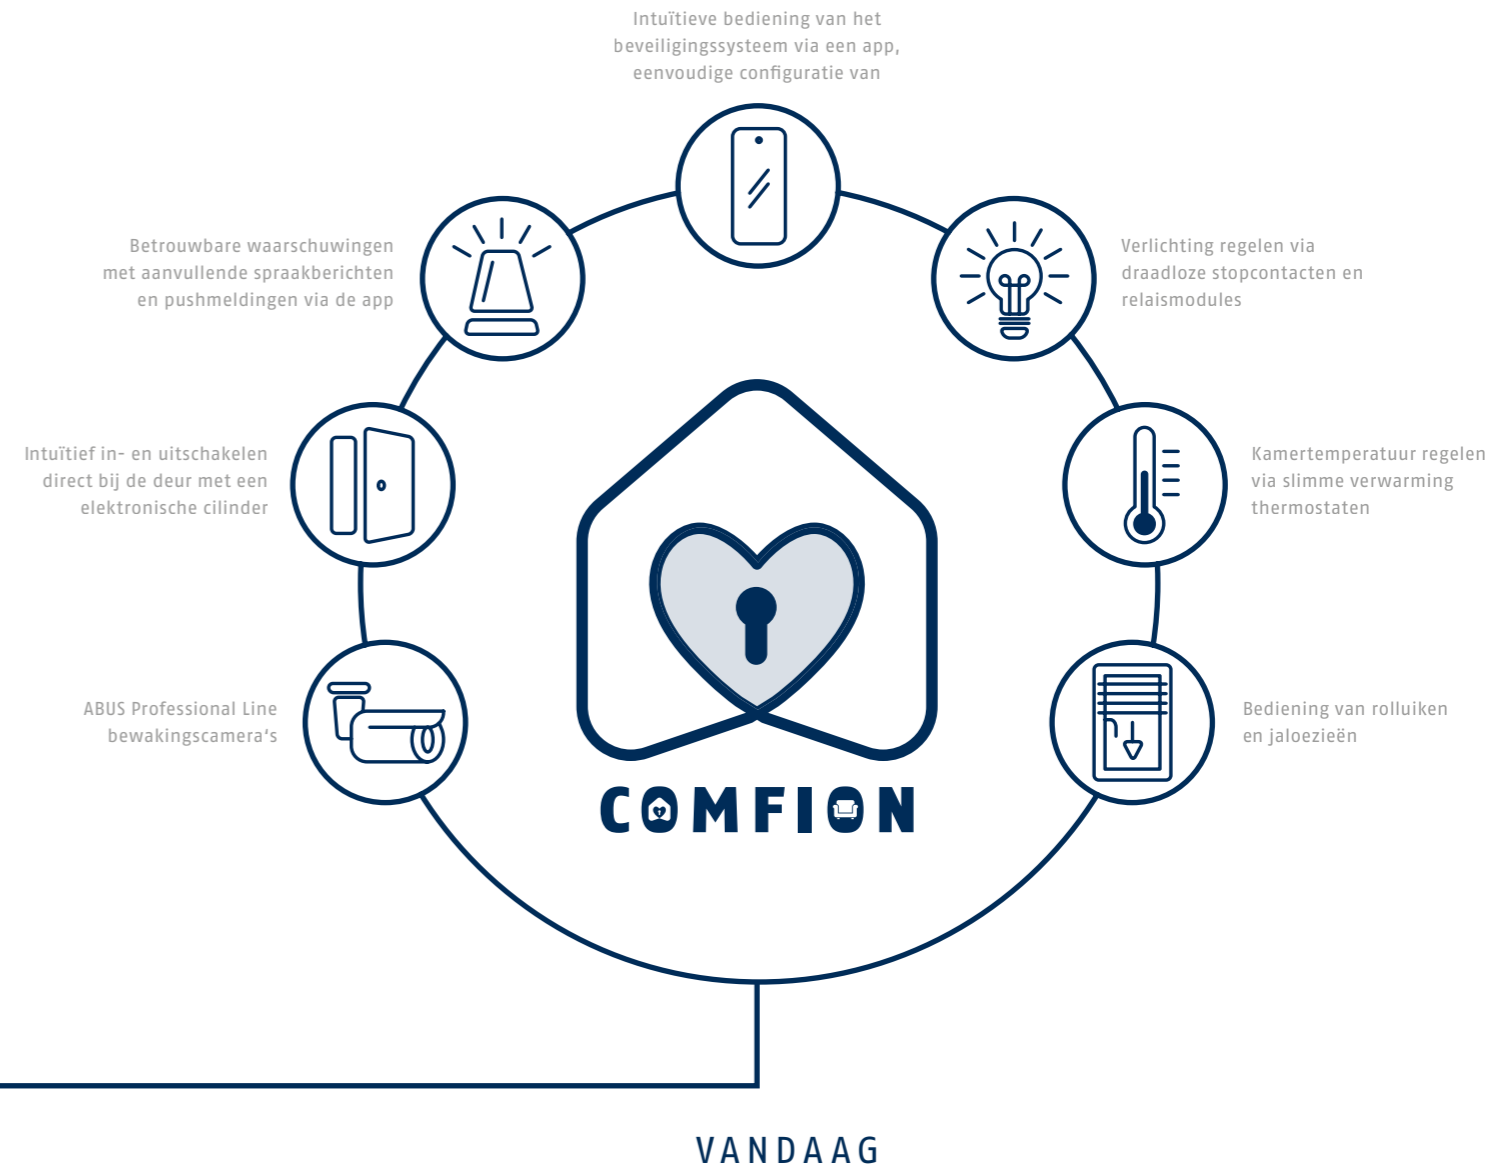 Intuïtieve bediening van het
beveiligingssysteem via een app,
eenvoudige configuratie van
Betrouwbare waarschuwingen
met aanvullende spraakberichten
en pushmeldingen via de app
Verlichting regelen via
draadloze stopcontacten en
relaismodules
Intuïtief in- en uitschakelen
direct bij de deur met een
elektronische cilinder
Kamertemperatuur regelen
via slimme verwarming
thermostaten
ABUS Professional Line
bewakingscamera‘s
Bediening van rolluiken
en jaloezieën
COMFION
VANDAAG